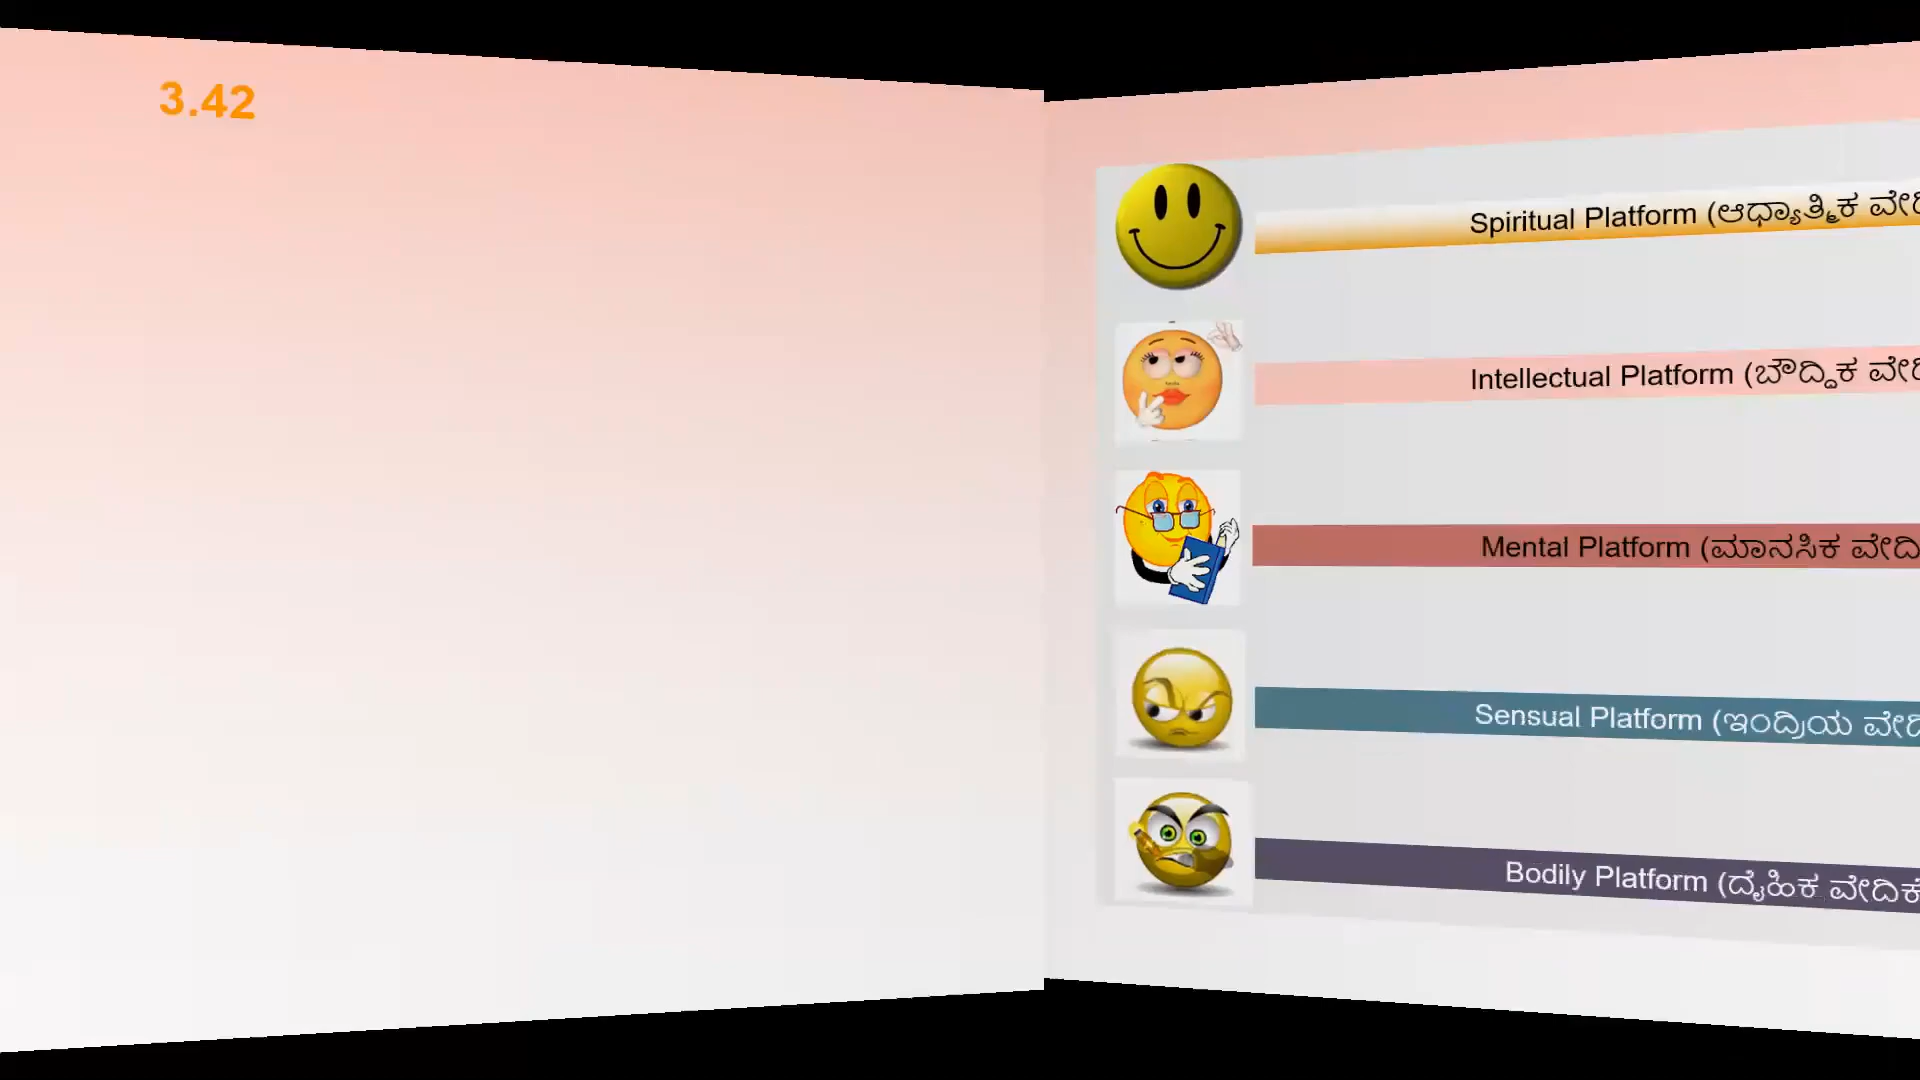 3.42
Spiritual Platform (ಆಧ್ಯಾತ್ಮಿಕ
Intellectual Platform (ಬೌದ್ದಿಕ
Mental Platform (ಮಾನಸಿಕ
Sensual Platform (ಇಂದ್ರಿಯ
Bodily Platform (ದೈಹಿಕ ವೇದಿಕೆ